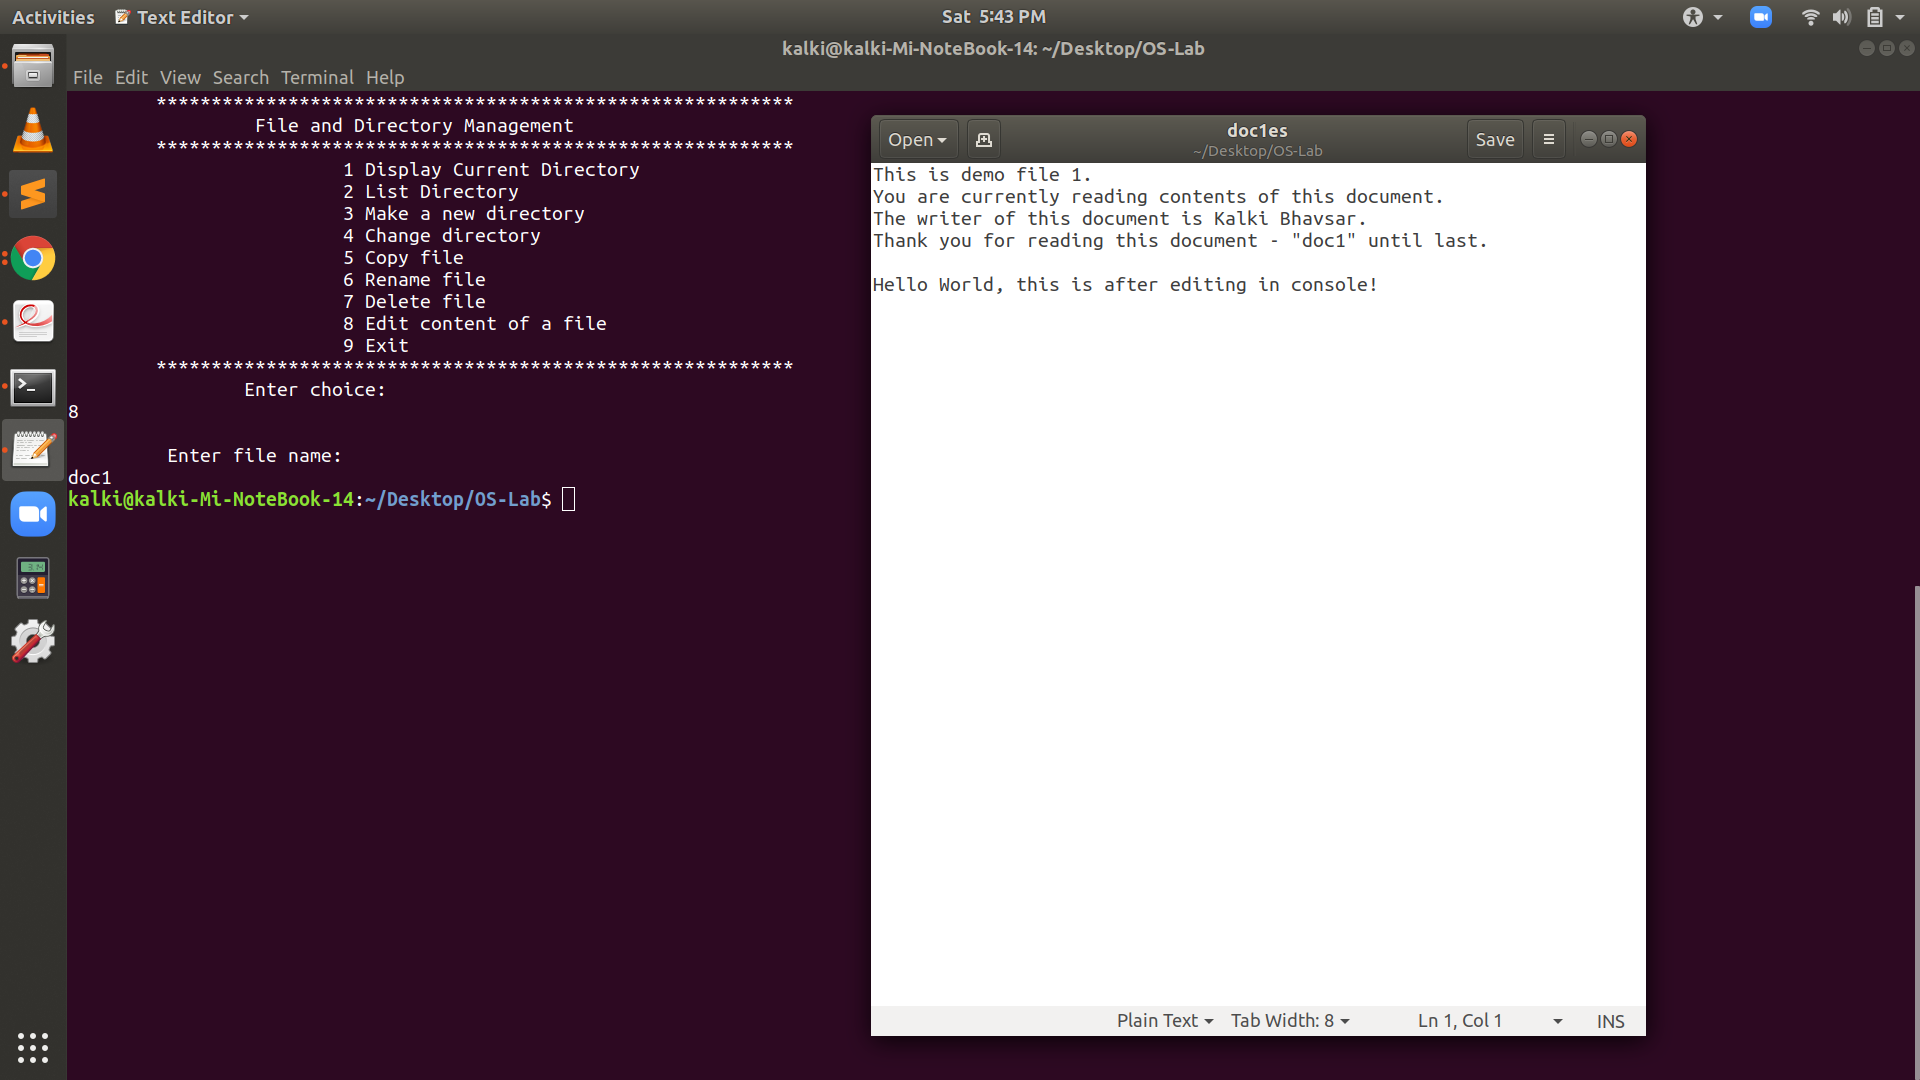 Activities Text Editor Sat 5:43 PM
kalki@kalki-Mi-NoteBook-14: ~/Desktop/OS-Lab
File Edit View Search Terminal Help
**********************************************************
File and Directory Management
**********************************************************
1 Display Current Directory
2 List Directory
3 Make a new directory
4 Change directory
5 Copy file
6 Rename file
7 Delete file
8 Edit content of a file
9 Exit
**********************************************************
Enter choice:
8
Enter file name:
doc1
kalki@kalki-Mi-NoteBook-14:~/Desktop/OS-Lab$
Open doc1es Save
~/Desktop/OS-Lab
This is demo file 1.
You are currently reading contents of this document.
The writer of this document is Kalki Bhavsar.
Thank you for reading this document - "doc1" until last.
Hello World, this is after editing in console!
Plain Text Tab Width: 8 Ln 1, Col 1 INS